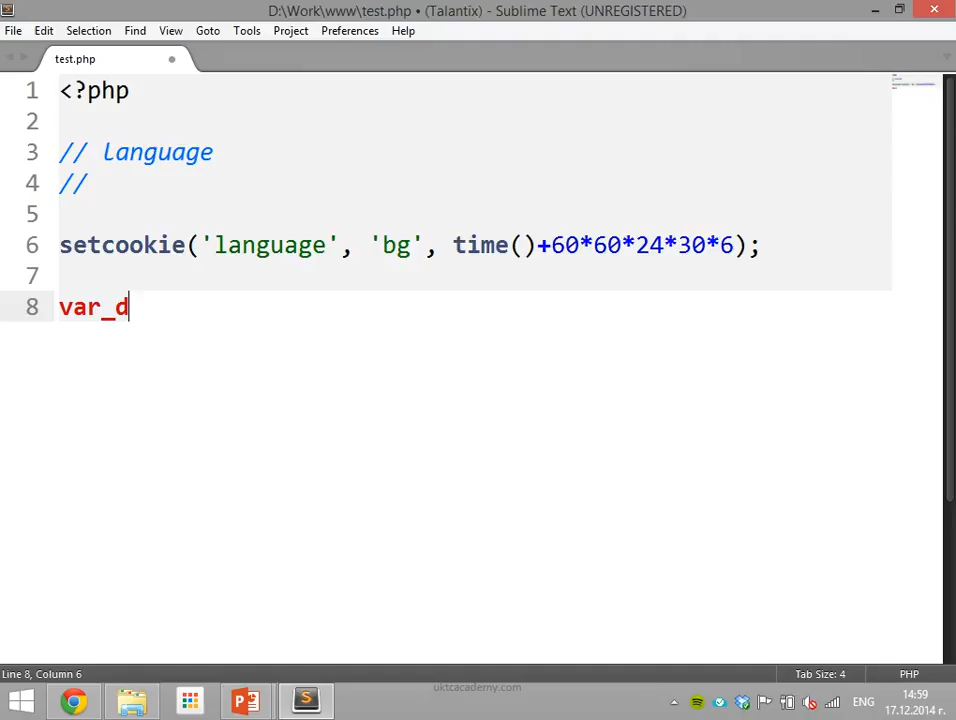 D:\Work\www\test.php • (Talantix) - Sublime Text (UNREGISTERED)
File Edit Selection Find View Goto Tools Project Preferences Help
test.php
1 <?php
2
3 // Language
4 //
5
6 setcookie('language', 'bg', time()+60*60*24*30*6);
7
8 var_d
Line 8, Column 6 Tab Size: 4 PHP
uktcacademy.com
ENG
14:59
17.12.2014 г.